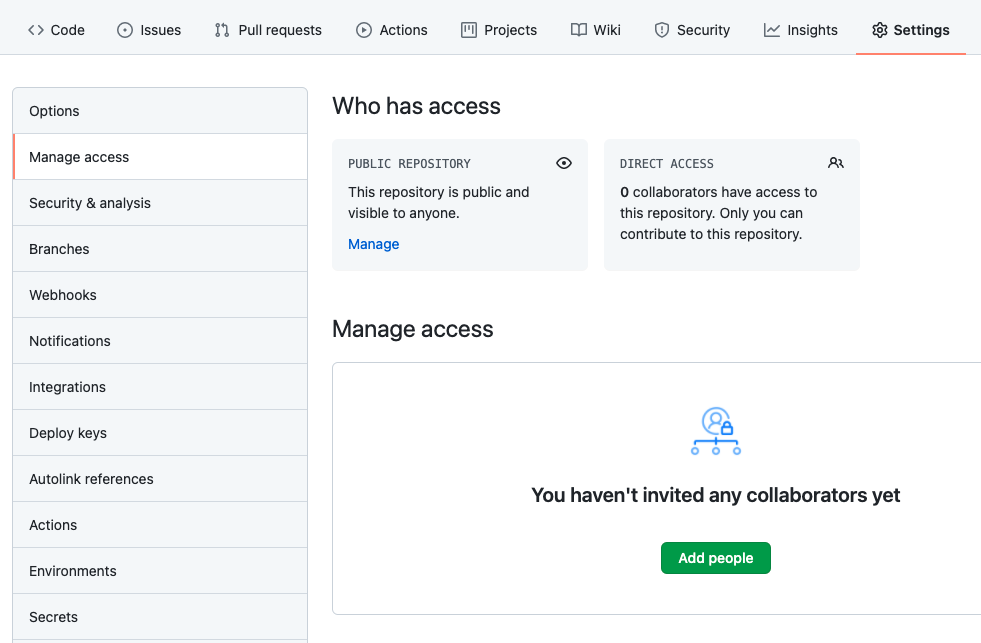 Code Issues Pull requests Actions Projects Wiki Security Insights Settings
Options
Manage access
Security & analysis
Branches
Webhooks
Notifications
Integrations
Deploy keys
Autolink references
Actions
Environments
Secrets
Who has access
PUBLIC REPOSITORY
This repository is public and
visible to anyone.
Manage
DIRECT ACCESS
0 collaborators have access to
this repository. Only you can
contribute to this repository.
Manage access
You haven't invited any collaborators yet
Add people